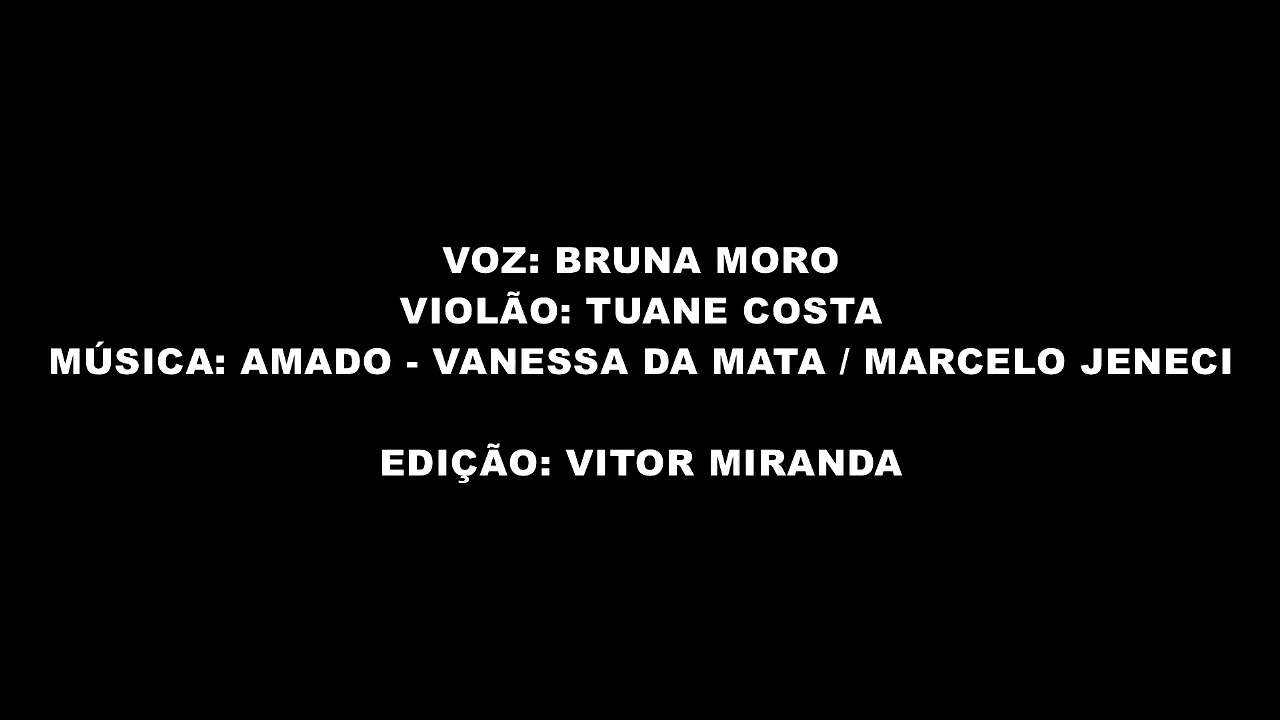 VOZ: BRUNA MORO
VIOLÃO: TUANE COSTA
MÚSICA: AMADO - VANESSA DA MATA / MARCELO JENECI
EDIÇÃO: VITOR MIRANDA